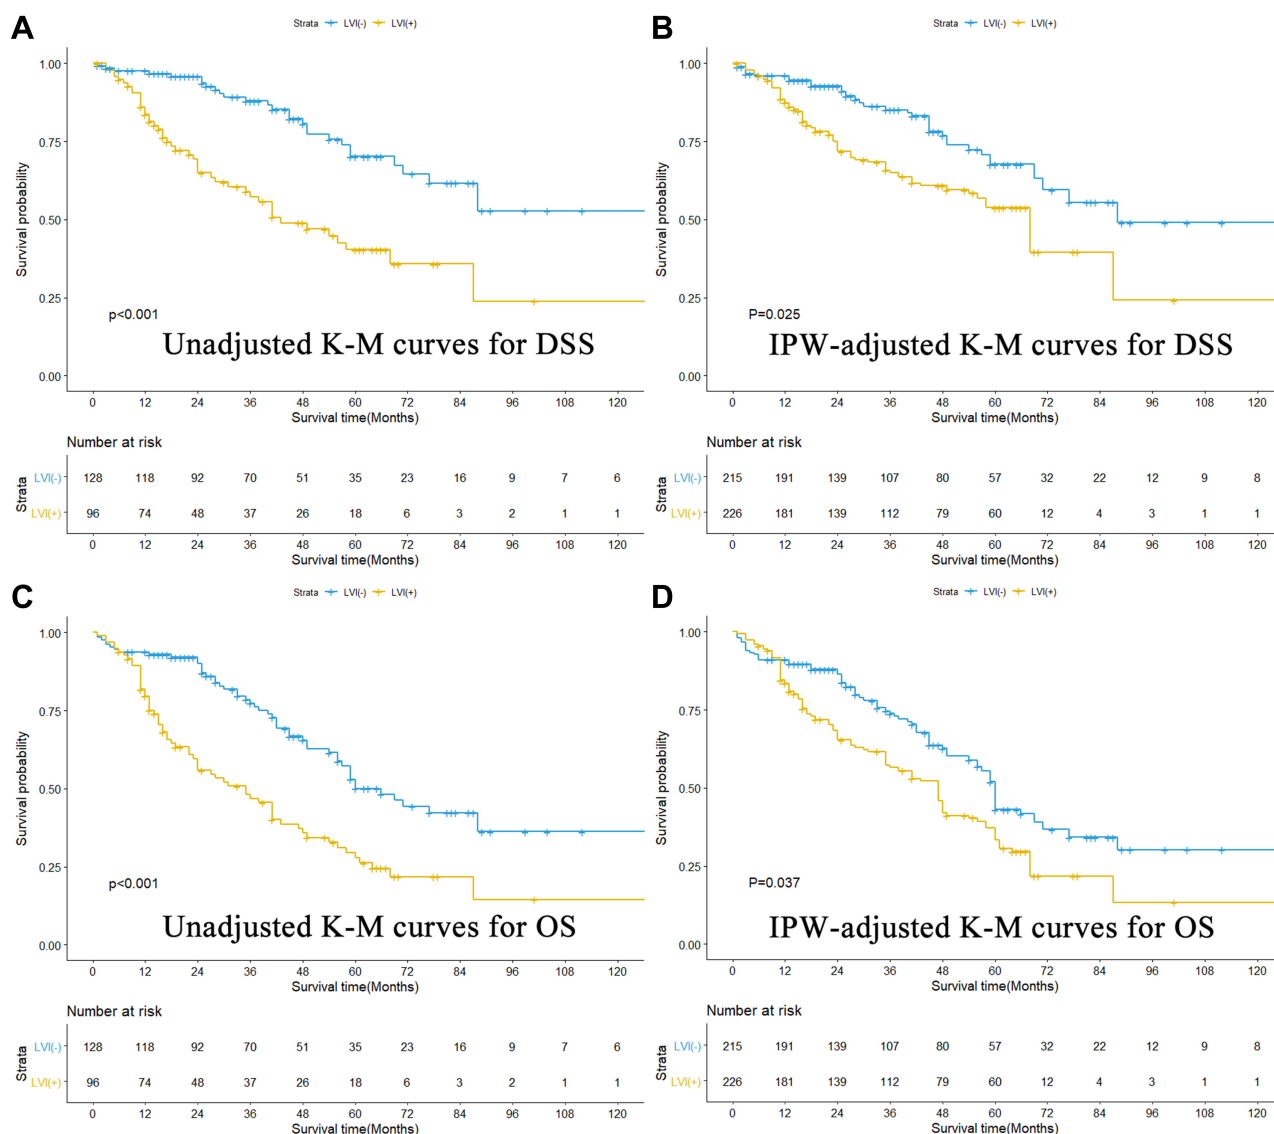 A
Strata LVI(-) LVI(+)
Survival probability
1.00
0.75
0.50
0.25
0.00
p<0.001
Unadjusted K-M curves for DSS
0 12 24 36 48 60 72 84 96 108 120
Survival time(Months)
Number at risk
Strata
LVI(-) 128 118 92 70 51 35 23 16 9 7 6
LVI(+) 96 74 48 37 26 18 6 3 2 1 1
0 12 24 36 48 60 72 84 96 108 120
Survival time(Months)
B
Strata LVI(-) LVI(+)
Survival probability
1.00
0.75
0.50
0.25
0.00
P=0.025
IPW-adjusted K-M curves for DSS
0 12 24 36 48 60 72 84 96 108 120
Survival time(Months)
Number at risk
Strata
LVI(-) 215 191 139 107 80 57 32 22 12 9 8
LVI(+) 226 181 139 112 79 60 12 4 3 1 1
0 12 24 36 48 60 72 84 96 108 120
Survival time(Months)
C
Strata LVI(-) LVI(+)
Survival probability
1.00
0.75
0.50
0.25
0.00
p<0.001
Unadjusted K-M curves for OS
0 12 24 36 48 60 72 84 96 108 120
Survival time(Months)
Number at risk
Strata
LVI(-) 128 118 92 70 51 35 23 16 9 7 6
LVI(+) 96 74 48 37 26 18 6 3 2 1 1
0 12 24 36 48 60 72 84 96 108 120
Survival time(Months)
D
Strata LVI(-) LVI(+)
Survival probability
1.00
0.75
0.50
0.25
0.00
P=0.037
IPW-adjusted K-M curves for OS
0 12 24 36 48 60 72 84 96 108 120
Survival time(Months)
Number at risk
Strata
LVI(-) 215 191 139 107 80 57 32 22 12 9 8
LVI(+) 226 181 139 112 79 60 12 4 3 1 1
0 12 24 36 48 60 72 84 96 108 120
Survival time(Months)